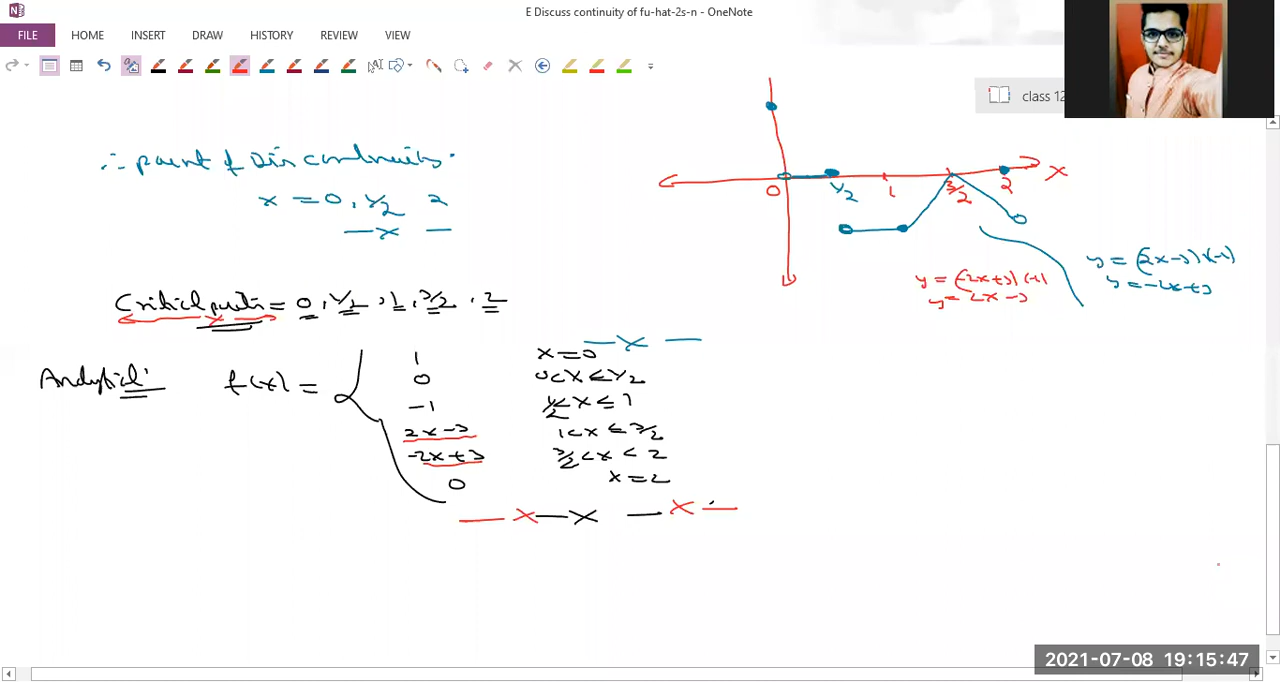 E Discuss continuity of fu-hat-2s-n - OneNote
FILE HOME INSERT DRAW HISTORY REVIEW VIEW
class 12
∴ point of Discontinuity.
x = 0, 1/2 2
— x —
0 1/2 1 3/2 2 X
y = (-2x+3)(-1)
y = 2x-3
y = (2x-3)(-1)
y = -2x+3
Critical points = 0, 1/2, 1, 3/2, 2
— x —
Analytical: f(x) =
1 x = 0
0 0 < x ≤ 1/2
-1 1/2 < x ≤ 1
2x-3 1 < x ≤ 3/2
-2x+3 3/2 < x < 2
0 x = 2
— x — x — x —
2021-07-08 19:15:47